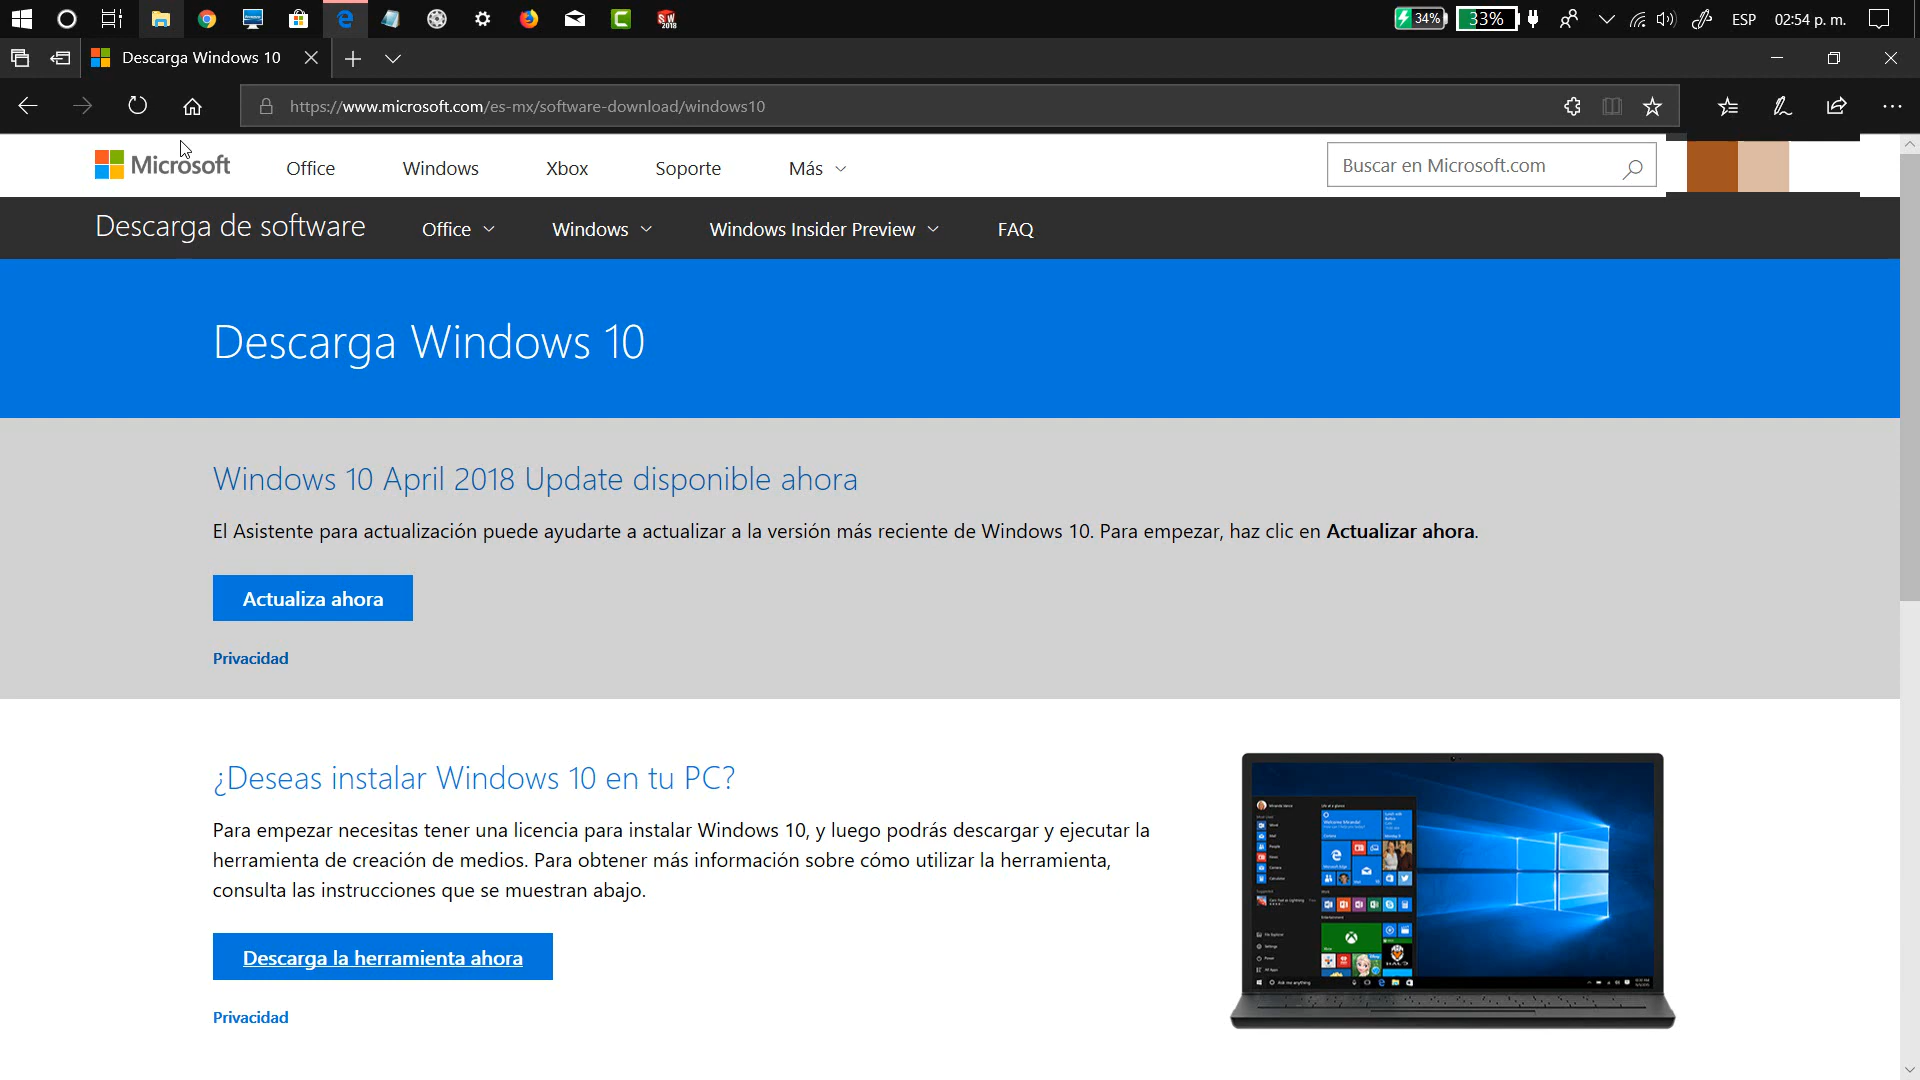 34%
33%
ESP
02:54 p. m.
Descarga Windows 10
https://www.microsoft.com/es-mx/software-download/windows10
Microsoft
Office
Windows
Xbox
Soporte
Más
Buscar en Microsoft.com
Descarga de software
Office
Windows
Windows Insider Preview
FAQ
Descarga Windows 10
Windows 10 April 2018 Update disponible ahora
El Asistente para actualización puede ayudarte a actualizar a la versión más reciente de Windows 10. Para empezar, haz clic en Actualizar ahora.
Actualiza ahora
Privacidad
¿Deseas instalar Windows 10 en tu PC?
Para empezar necesitas tener una licencia para instalar Windows 10, y luego podrás descargar y ejecutar la
herramienta de creación de medios. Para obtener más información sobre cómo utilizar la herramienta,
consulta las instrucciones que se muestran abajo.
Descarga la herramienta ahora
Privacidad